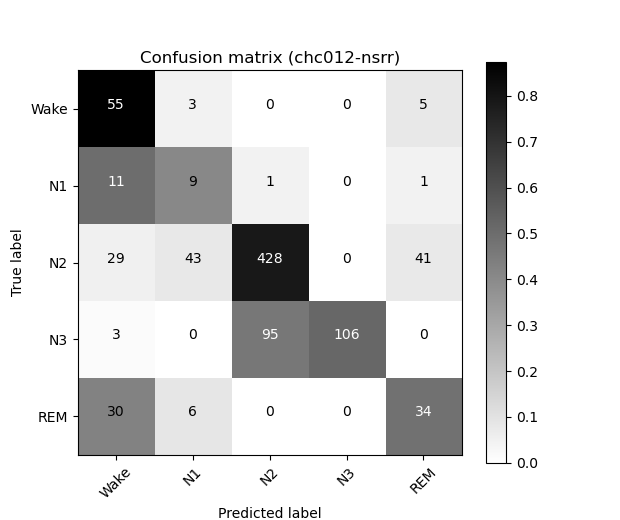 Confusion matrix (chc012-nsrr)
Wake 55 3 0 0 5
N1 11 9 1 0 1
N2 29 43 428 0 41
N3 3 0 95 106 0
REM 30 6 0 0 34
Wake N1 N2 N3 REM
True label
Predicted label
0.8
0.7
0.6
0.5
0.4
0.3
0.2
0.1
0.0